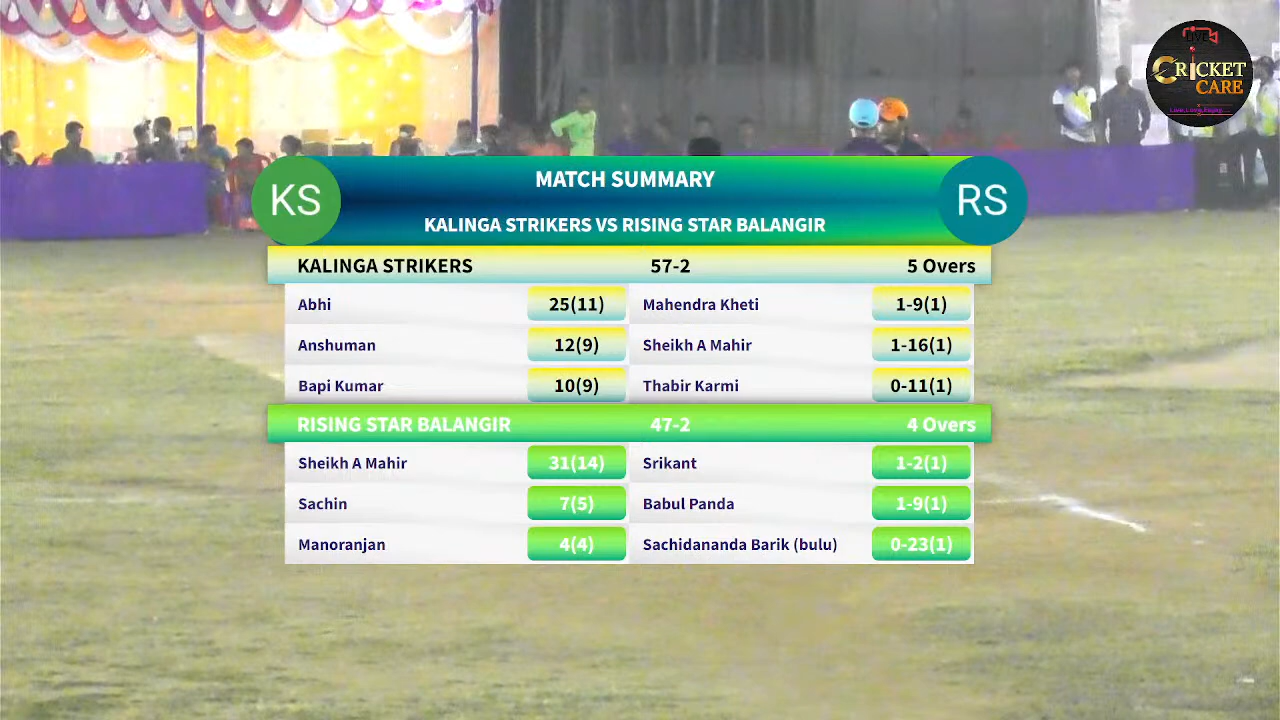 LIVE
CRICKET
CARE
MATCH SUMMARY
KS
RS
KALINGA STRIKERS VS RISING STAR BALANGIR
KALINGA STRIKERS 57-2 5 Overs
Abhi 25(11) Mahendra Kheti 1-9(1)
Anshuman 12(9) Sheikh A Mahir 1-16(1)
Bapi Kumar 10(9) Thabir Karmi 0-11(1)
RISING STAR BALANGIR 47-2 4 Overs
Sheikh A Mahir 31(14) Srikant 1-2(1)
Sachin 7(5) Babul Panda 1-9(1)
Manoranjan 4(4) Sachidananda Barik (bulu) 0-23(1)